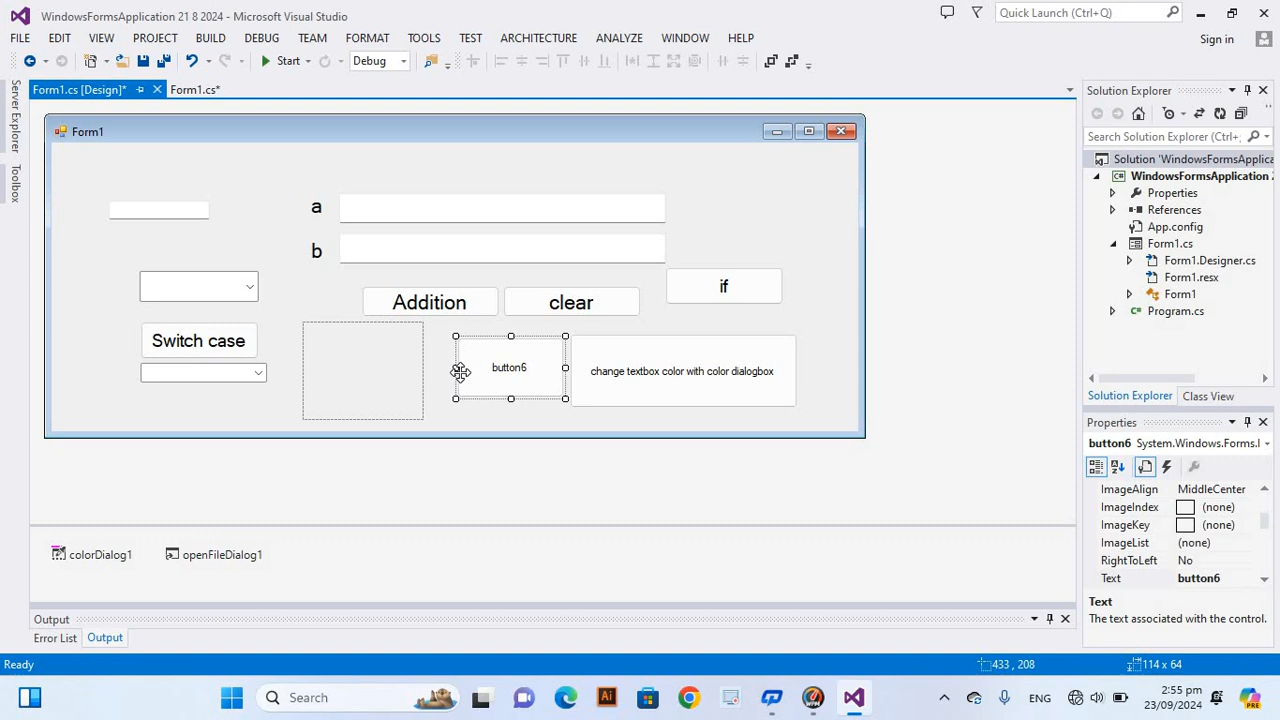 WindowsFormsApplication 21 8 2024 - Microsoft Visual Studio
Quick Launch (Ctrl+Q)
FILE EDIT VIEW PROJECT BUILD DEBUG TEAM FORMAT TOOLS TEST ARCHITECTURE ANALYZE WINDOW HELP
Sign in
Start Debug
Server Explorer
Toolbox
Form1.cs [Design]* Form1.cs*
Form1
a
b
if
Addition clear
Switch case
button6
change textbox color with color dialogbox
colorDialog1 openFileDialog1
Output
Error List Output
Solution Explorer
Search Solution Explorer (Ctrl+;
Solution 'WindowsFormsApplica
WindowsFormsApplication 2
Properties
References
App.config
Form1.cs
Form1.Designer.cs
Form1.resx
Form1
Program.cs
Solution Explorer Class View
Properties
button6 System.Windows.Forms.
ImageAlign MiddleCenter
ImageIndex (none)
ImageKey (none)
ImageList (none)
RightToLeft No
Text button6
Text
The text associated with the control.
Ready 433 , 208 114 x 64
Search
Ai
ENG
2:55 pm
23/09/2024
PRE